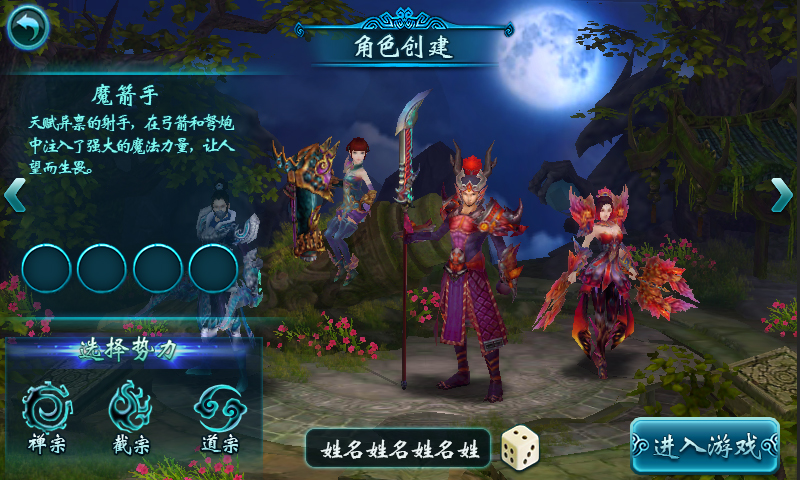 角色创建
魔箭手
天赋异禀的射手，在弓箭和弩炮
中注入了强大的魔法力量，让人
望而生畏。
选择势力
禅宗
截宗
道宗
姓名姓名姓名姓
进入游戏